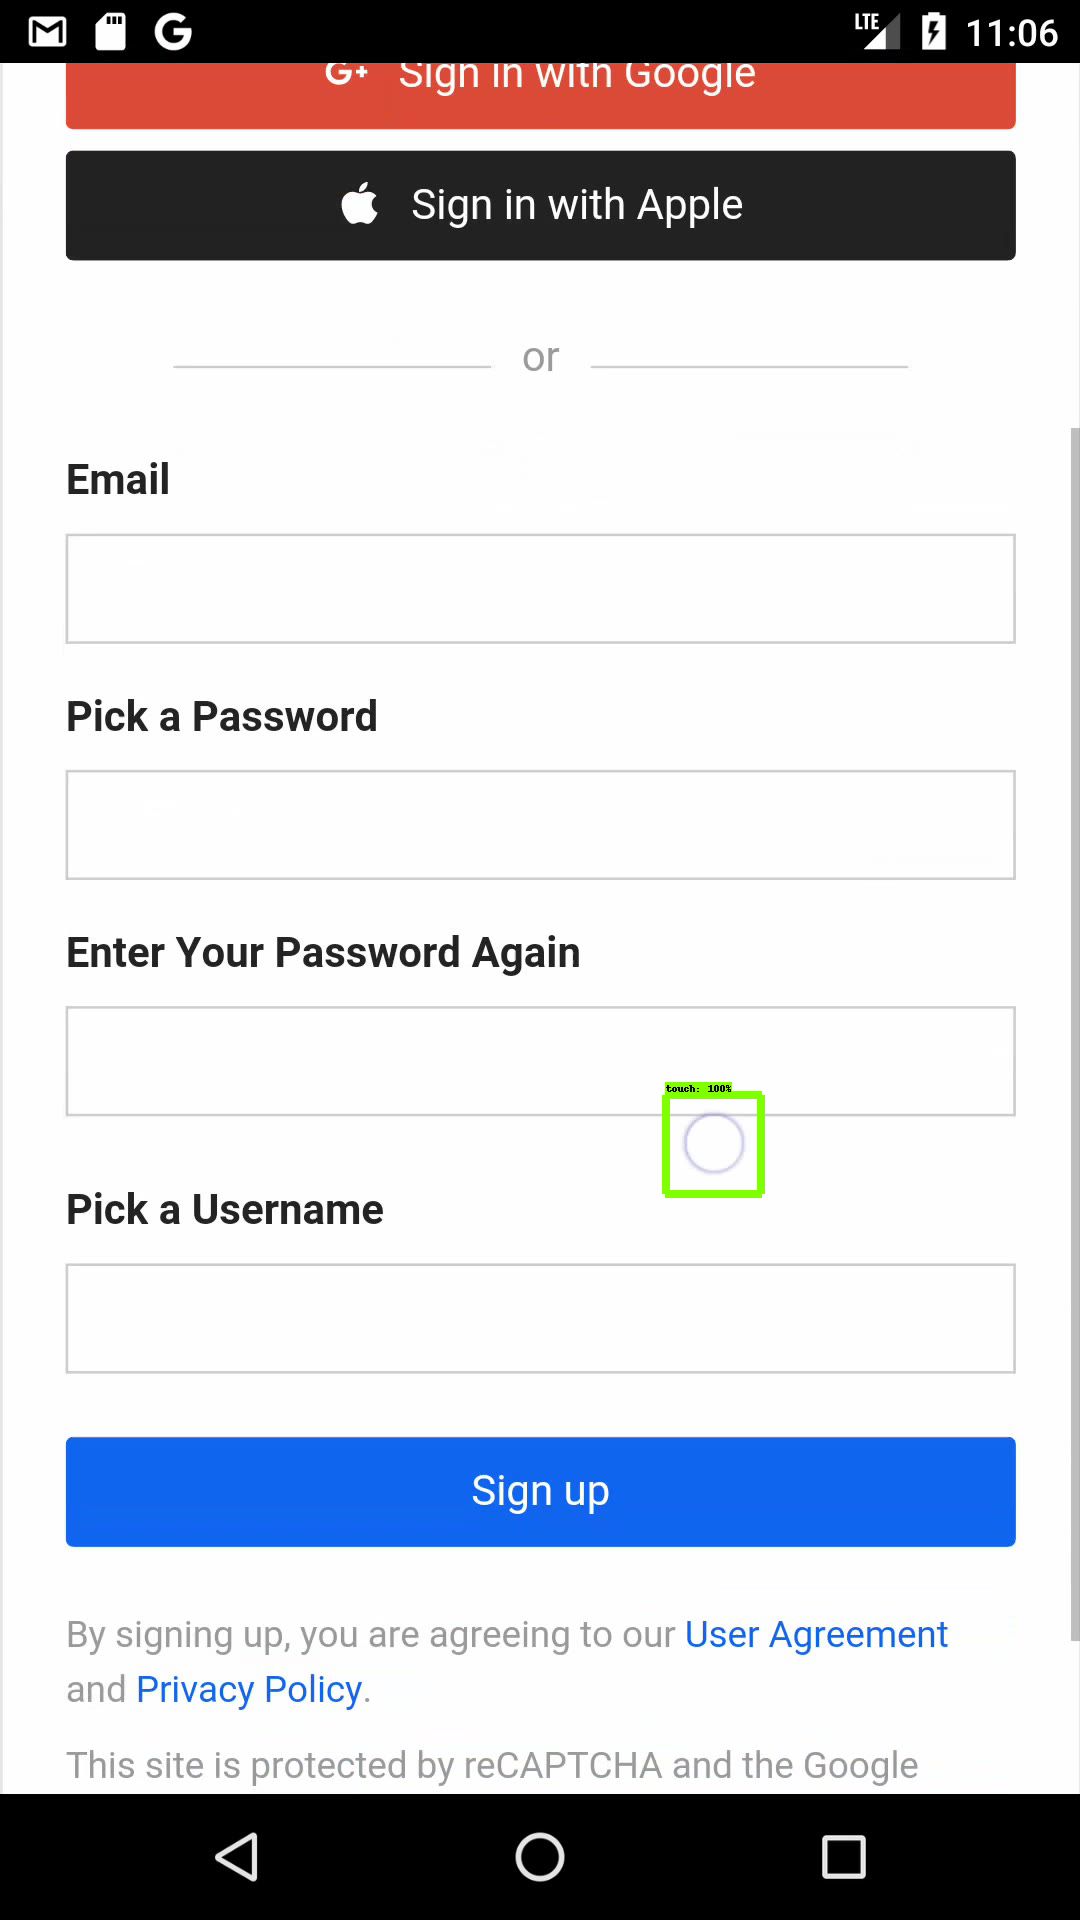 LTE 11:06
G+ Sign in with Google
Sign in with Apple
or
Email
Pick a Password
Enter Your Password Again
touch: 100%
Pick a Username
Sign up
By signing up, you are agreeing to our User Agreement
and Privacy Policy.
This site is protected by reCAPTCHA and the Google